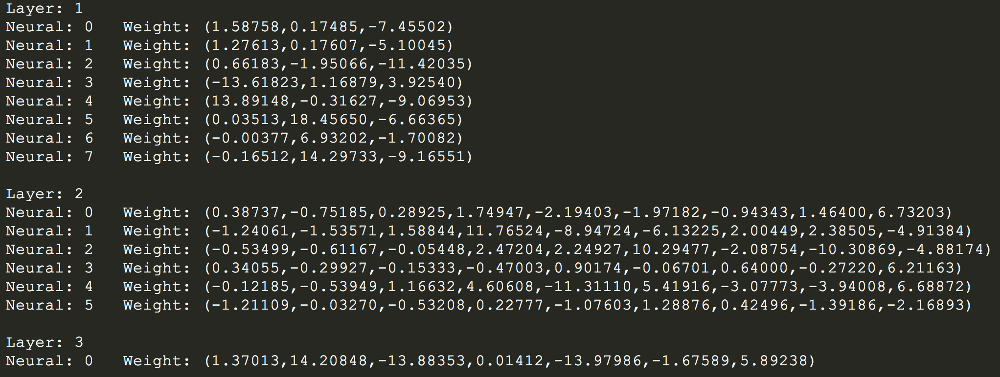 Layer: 1
Neural: 0   Weight: (1.58758,0.17485,-7.45502)
Neural: 1   Weight: (1.27613,0.17607,-5.10045)
Neural: 2   Weight: (0.66183,-1.95066,-11.42035)
Neural: 3   Weight: (-13.61823,1.16879,3.92540)
Neural: 4   Weight: (13.89148,-0.31627,-9.06953)
Neural: 5   Weight: (0.03513,18.45650,-6.66365)
Neural: 6   Weight: (-0.00377,6.93202,-1.70082)
Neural: 7   Weight: (-0.16512,14.29733,-9.16551)

Layer: 2
Neural: 0   Weight: (0.38737,-0.75185,0.28925,1.74947,-2.19403,-1.97182,-0.94343,1.46400,6.73203)
Neural: 1   Weight: (-1.24061,-1.53571,1.58844,11.76524,-8.94724,-6.13225,2.00449,2.38505,-4.91384)
Neural: 2   Weight: (-0.53499,-0.61167,-0.05448,2.47204,2.24927,10.29477,-2.08754,-10.30869,-4.88174)
Neural: 3   Weight: (0.34055,-0.29927,-0.15333,-0.47003,0.90174,-0.06701,0.64000,-0.27220,6.21163)
Neural: 4   Weight: (-0.12185,-0.53949,1.16632,4.60608,-11.31110,5.41916,-3.07773,-3.94008,6.68872)
Neural: 5   Weight: (-1.21109,-0.03270,-0.53208,0.22777,-1.07603,1.28876,0.42496,-1.39186,-2.16893)

Layer: 3
Neural: 0   Weight: (1.37013,14.20848,-13.88353,0.01412,-13.97986,-1.67589,5.89238)